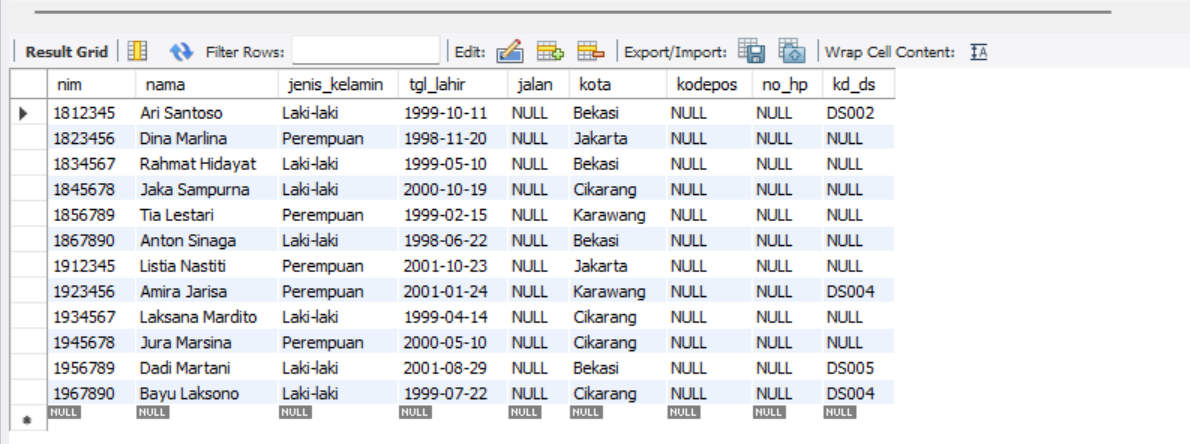 Result Grid Filter Rows: Edit: Export/Import: Wrap Cell Content: IA
nim nama jenis_kelamin tgl_lahir jalan kota kodepos no_hp kd_ds
1812345 Ari Santoso Laki-laki 1999-10-11 NULL Bekasi NULL NULL DS002
1823456 Dina Marlina Perempuan 1998-11-20 NULL Jakarta NULL NULL NULL
1834567 Rahmat Hidayat Laki-laki 1999-05-10 NULL Bekasi NULL NULL NULL
1845678 Jaka Sampurna Laki-laki 2000-10-19 NULL Cikarang NULL NULL NULL
1856789 Tia Lestari Perempuan 1999-02-15 NULL Karawang NULL NULL NULL
1867890 Anton Sinaga Laki-laki 1998-06-22 NULL Bekasi NULL NULL NULL
1912345 Listia Nastiti Perempuan 2001-10-23 NULL Jakarta NULL NULL NULL
1923456 Amira Jarisa Perempuan 2001-01-24 NULL Karawang NULL NULL DS004
1934567 Laksana Mardito Laki-laki 1999-04-14 NULL Cikarang NULL NULL NULL
1945678 Jura Marsina Perempuan 2000-05-10 NULL Cikarang NULL NULL NULL
1956789 Dadi Martani Laki-laki 2001-08-29 NULL Bekasi NULL NULL DS005
1967890 Bayu Laksono Laki-laki 1999-07-22 NULL Cikarang NULL NULL DS004
NULL NULL NULL NULL NULL NULL NULL NULL NULL